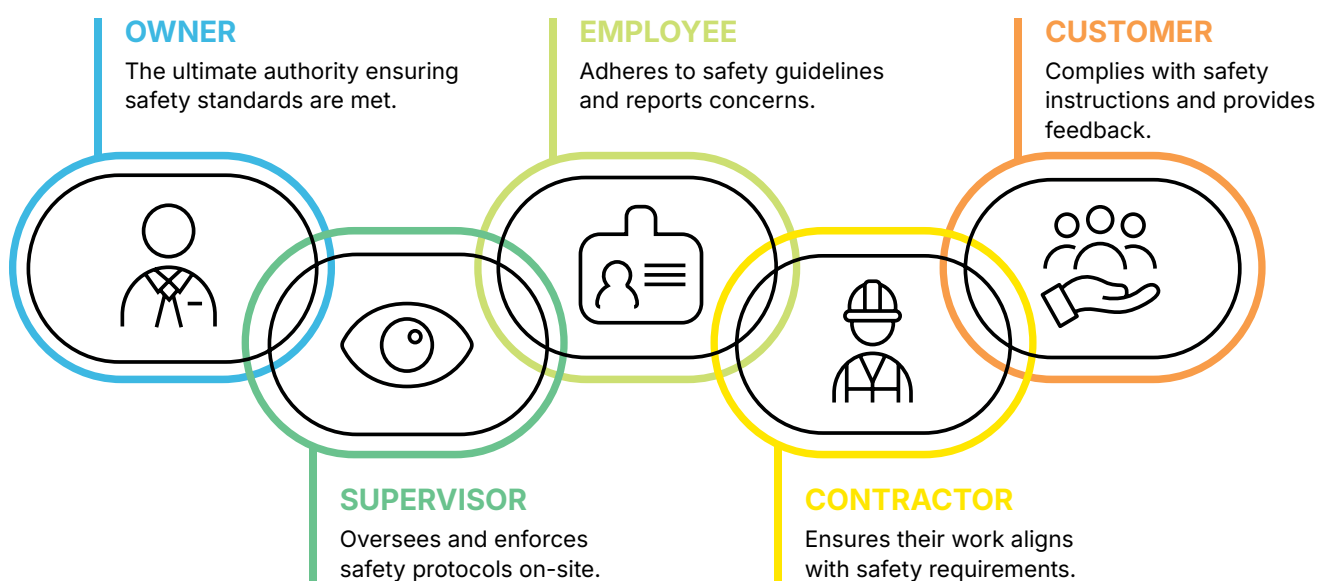 OWNER
The ultimate authority ensuring
safety standards are met.
EMPLOYEE
Adheres to safety guidelines
and reports concerns.
CUSTOMER
Complies with safety
instructions and provides
feedback.
SUPERVISOR
Oversees and enforces
safety protocols on-site.
CONTRACTOR
Ensures their work aligns
with safety requirements.